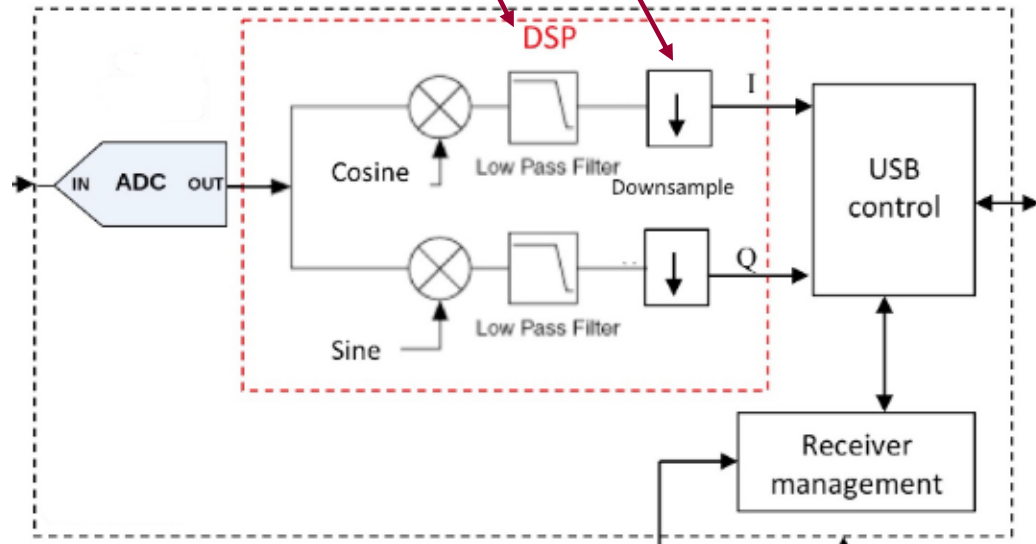 DSP
I
Cosine
Low Pass Filter
Downsample
IN ADC OUT
USB
control
Q
Low Pass Filter
Sine
Receiver
management